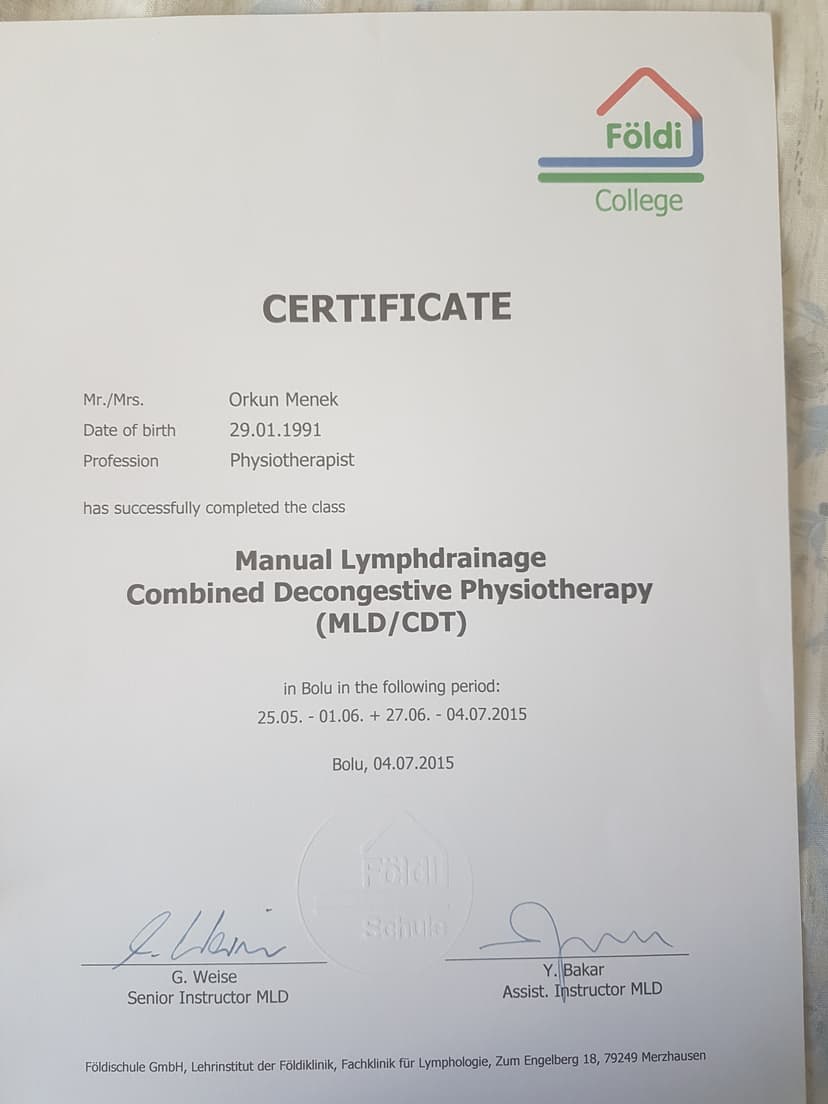 Földi
College
CERTIFICATE
Mr./Mrs. Orkun Menek
Date of birth 29.01.1991
Profession Physiotherapist
has successfully completed the class
Manual Lymphdrainage
Combined Decongestive Physiotherapy
(MLD/CDT)
in Bolu in the following period:
25.05. - 01.06. + 27.06. - 04.07.2015
Bolu, 04.07.2015
Földi
Schule
G. Weise
Senior Instructor MLD
Y. Bakar
Assist. Instructor MLD
Földischule GmbH, Lehrinstitut der Földiklinik, Fachklinik für Lymphologie, Zum Engelberg 18, 79249 Merzhausen